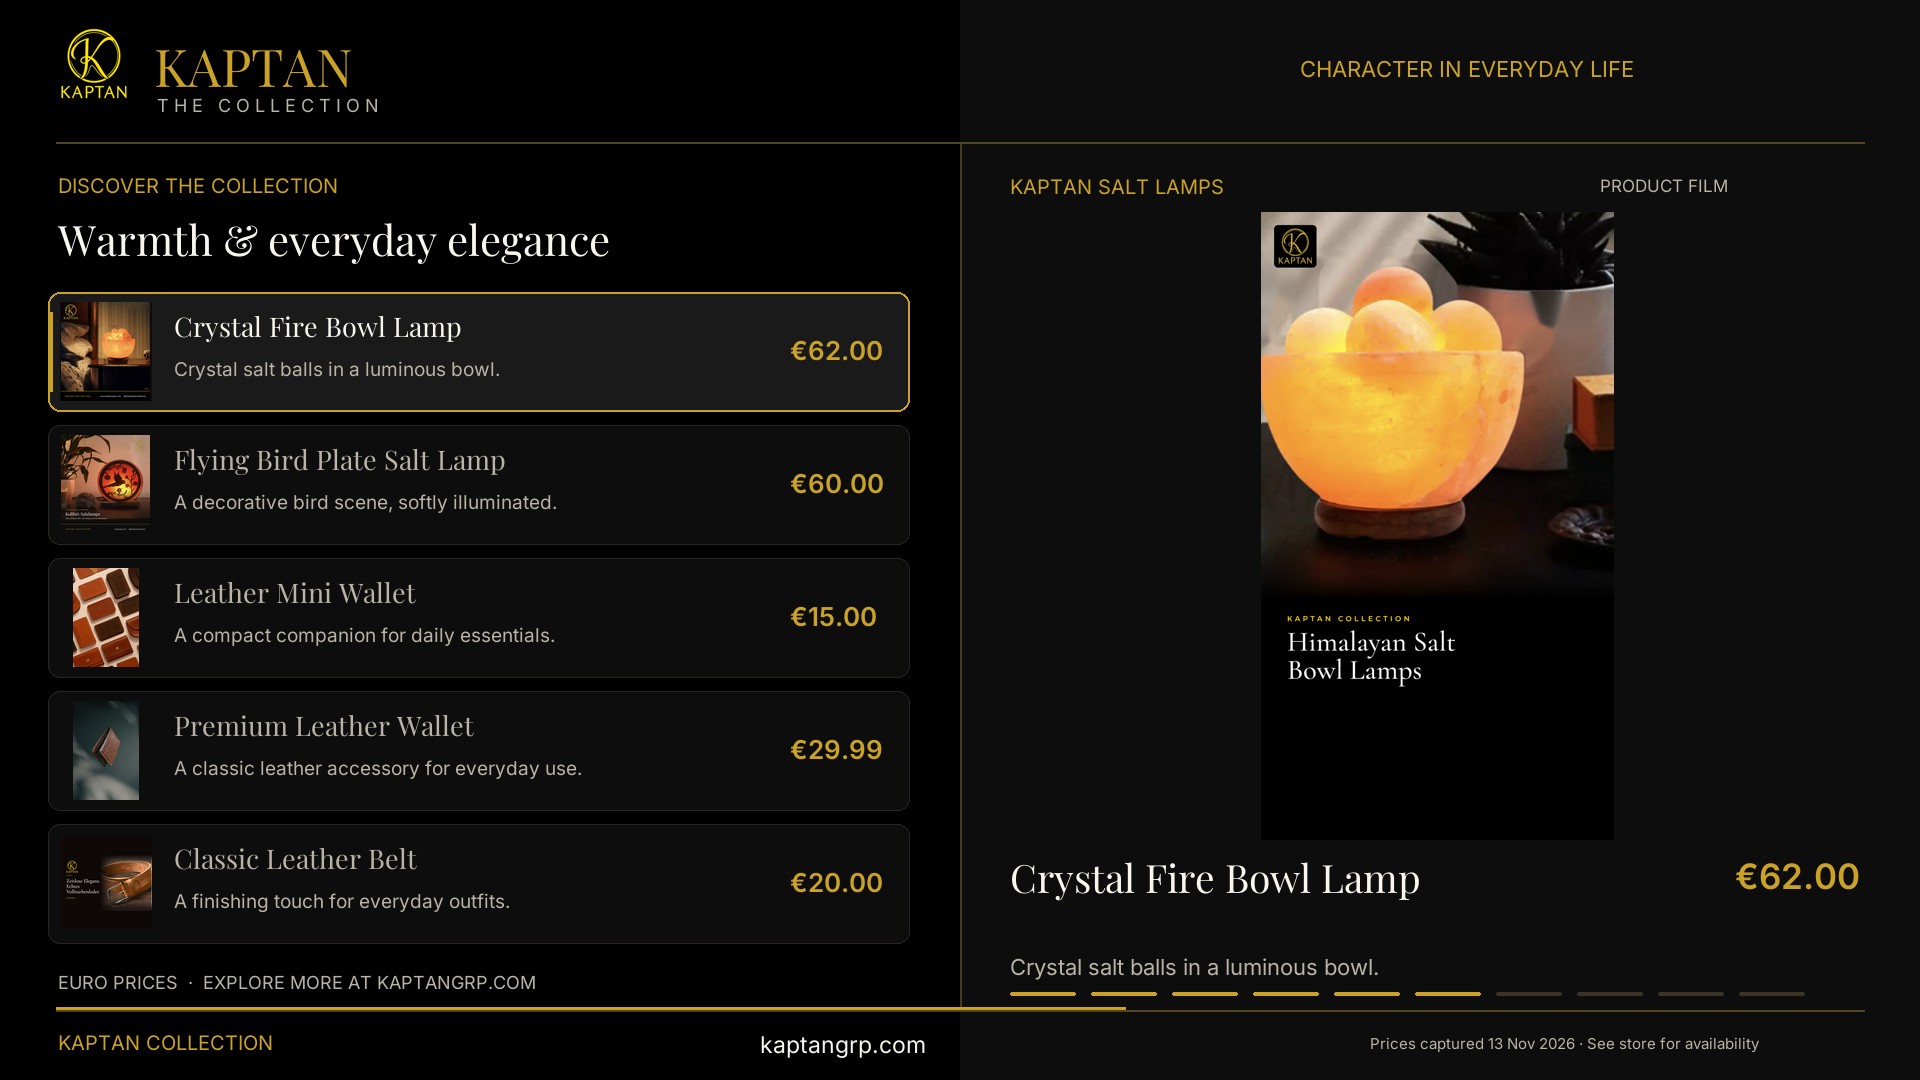 KAPTAN
KAPTAN
THE COLLECTION
CHARACTER IN EVERYDAY LIFE
DISCOVER THE COLLECTION
Warmth & everyday elegance
Crystal Fire Bowl Lamp
Crystal salt balls in a luminous bowl.
€62.00
Flying Bird Plate Salt Lamp
A decorative bird scene, softly illuminated.
€60.00
Leather Mini Wallet
A compact companion for daily essentials.
€15.00
Premium Leather Wallet
A classic leather accessory for everyday use.
€29.99
Classic Leather Belt
A finishing touch for everyday outfits.
€20.00
EURO PRICES · EXPLORE MORE AT KAPTANGRP.COM
KAPTAN SALT LAMPS
PRODUCT FILM
KAPTAN
KAPTAN COLLECTION
Himalayan Salt
Bowl Lamps
Crystal Fire Bowl Lamp
€62.00
Crystal salt balls in a luminous bowl.
KAPTAN COLLECTION
kaptangrp.com
Prices captured 13 Nov 2026 · See store for availability